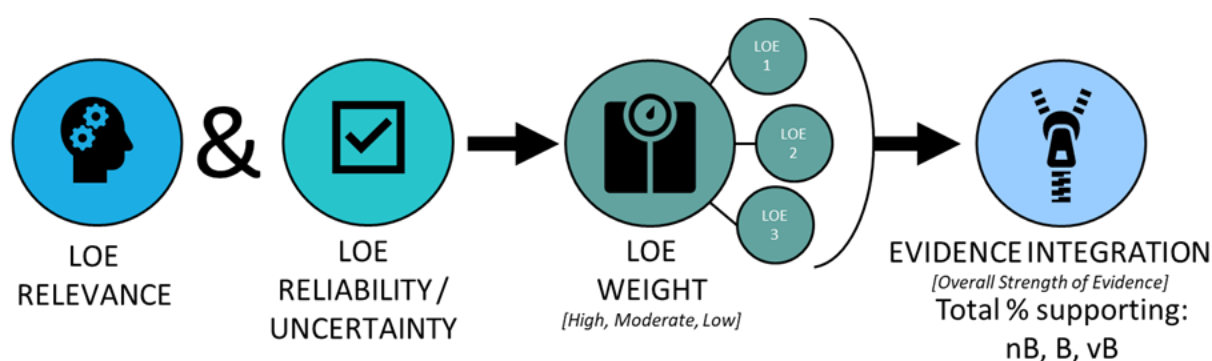 LOE
RELEVANCE
&
LOE
RELIABILITY /
UNCERTAINTY
LOE
WEIGHT
[High, Moderate, Low]
LOE
1
LOE
2
LOE
3
EVIDENCE INTEGRATION
[Overall Strength of Evidence]
Total % supporting:
nB, B, vB